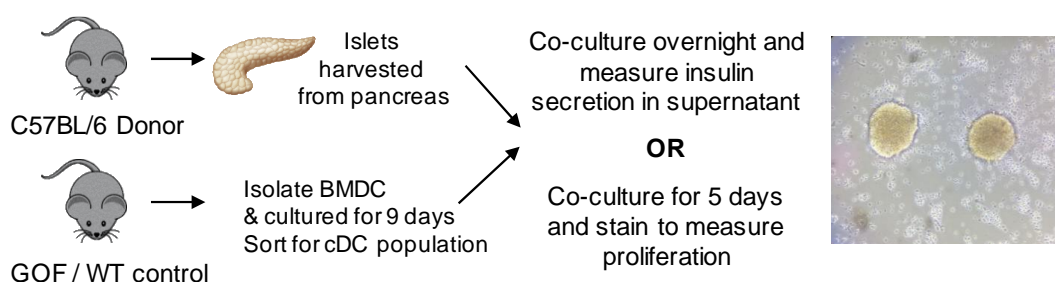 Islets
harvested
from pancreas
C57BL/6 Donor
Isolate BMDC
& cultured for 9 days
Sort for cDC population
GOF / WT control
Co-culture overnight and
measure insulin
secretion in supernatant
OR
Co-culture for 5 days
and stain to measure
proliferation